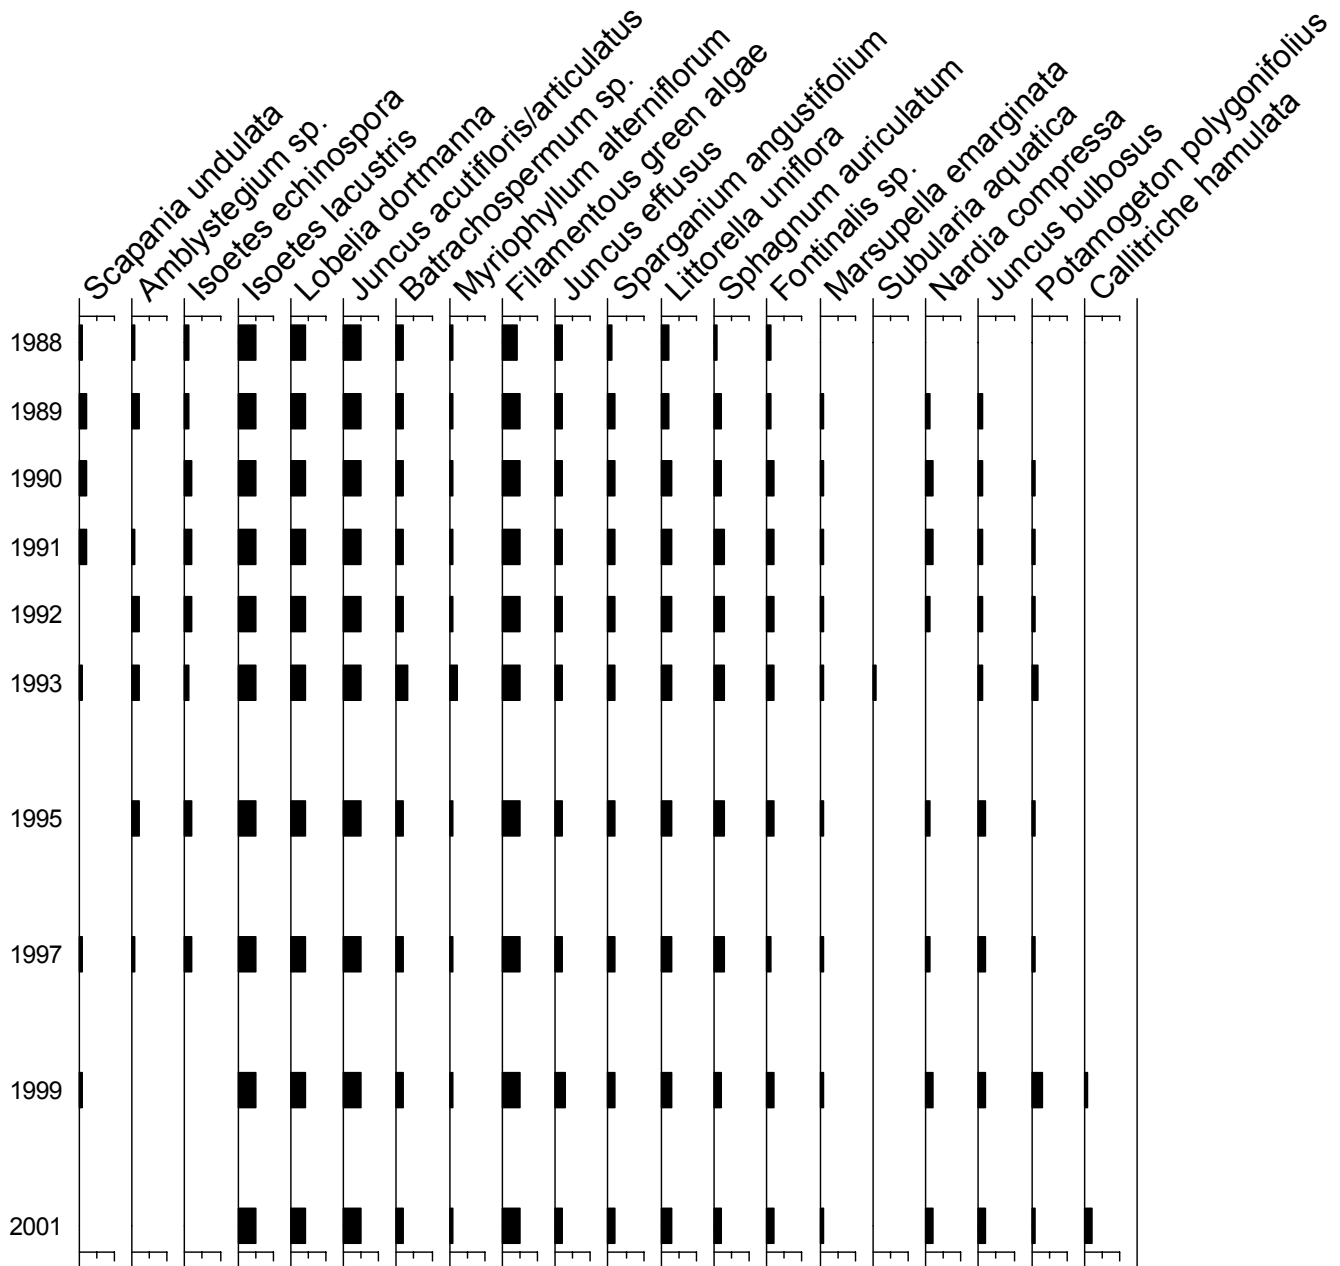 Scapania undulata
Amblystegium sp.
Isoetes echinospora
Isoetes lacustris
Lobelia dortmanna
Juncus acutifloris/articulatus
Batrachospermum sp.
Myriophyllum alterniflorum
Filamentous green algae
Juncus effusus
Sparganium angustifolium
Littorella uniflora
Sphagnum auriculatum
Fontinalis sp.
Marsupella emarginata
Subularia aquatica
Nardia compressa
Juncus bulbosus
Potamogeton polygonifolius
Callitriche hamulata
1988
1989
1990
1991
1992
1993
1995
1997
1999
2001